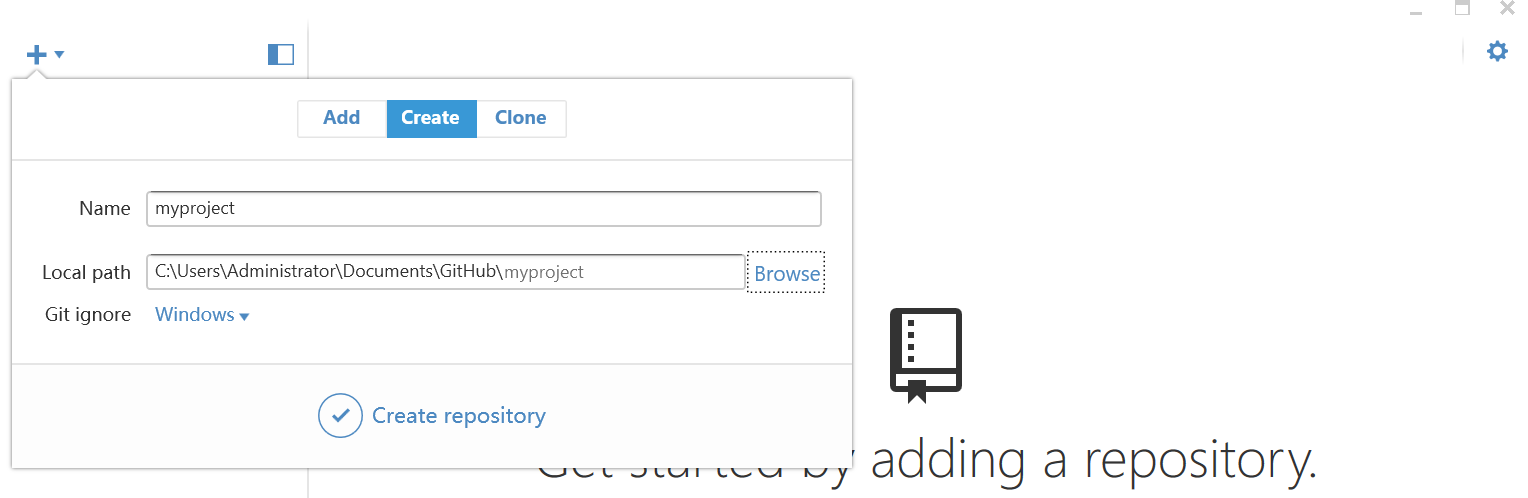 Add Create Clone
Name myproject
Local path C:\Users\Administrator\Documents\GitHub\myproject Browse
Git ignore Windows
Create repository
Get started by adding a repository.